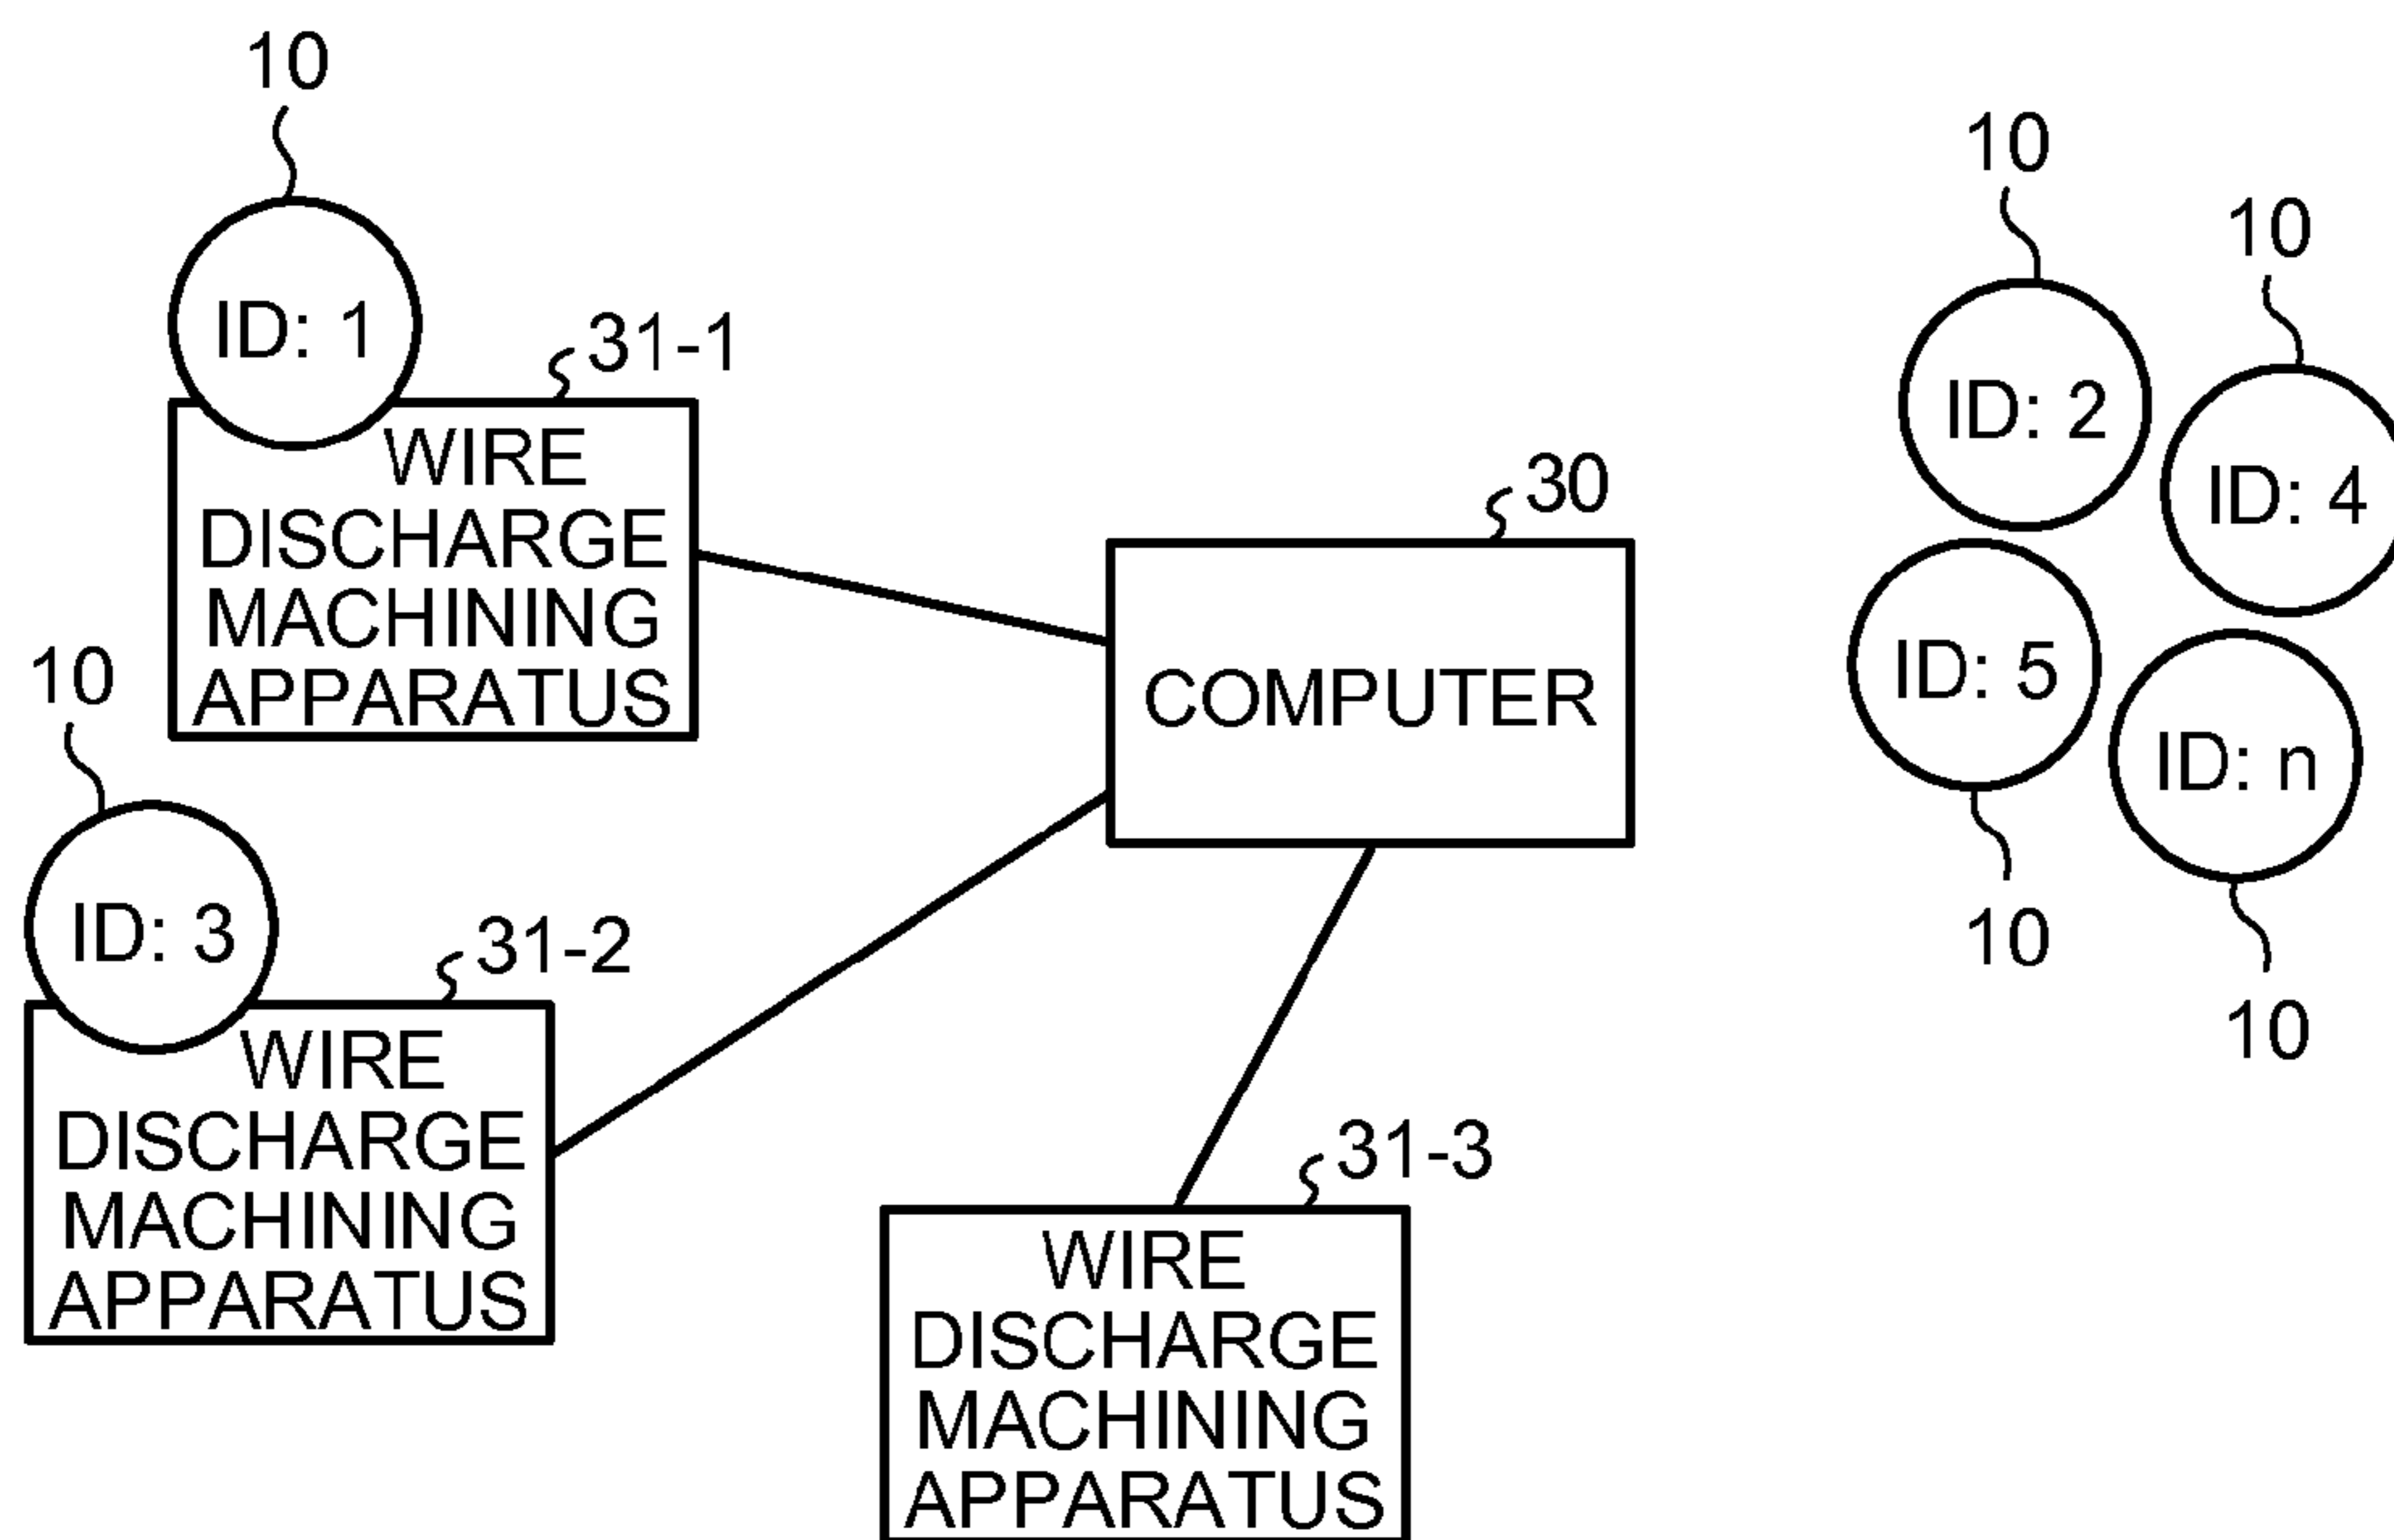 10
ID: 1
31-1
WIRE
DISCHARGE
MACHINING
APPARATUS
10
ID: 3
31-2
WIRE
DISCHARGE
MACHINING
APPARATUS
30
COMPUTER
31-3
WIRE
DISCHARGE
MACHINING
APPARATUS
10
ID: 2
10
ID: 4
ID: 5
10
ID: n
10